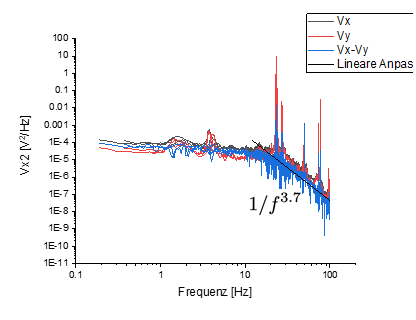 Vx
Vy
Vx-Vy
Lineare Anpas
100
10
1
0.1
0.01
0.001
1E-4
1E-5
1E-6
1E-7
1E-8
1E-9
1E-10
1E-11
Vx2 [V²/Hz]
1/f^3.7
0.1
1
10
100
Frequenz [Hz]